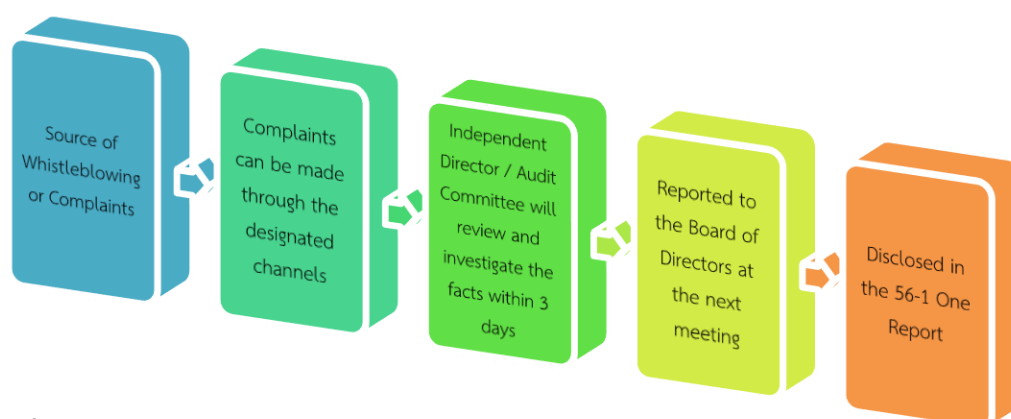 Source of
Whistleblowing
or Complaints
Complaints
can be made
through the
designated
channels
Independent
Director / Audit
Committee will
review and
investigate the
facts within 3
days
Reported to
the Board of
Directors at
the next
meeting
Disclosed in
the 56-1 One
Report